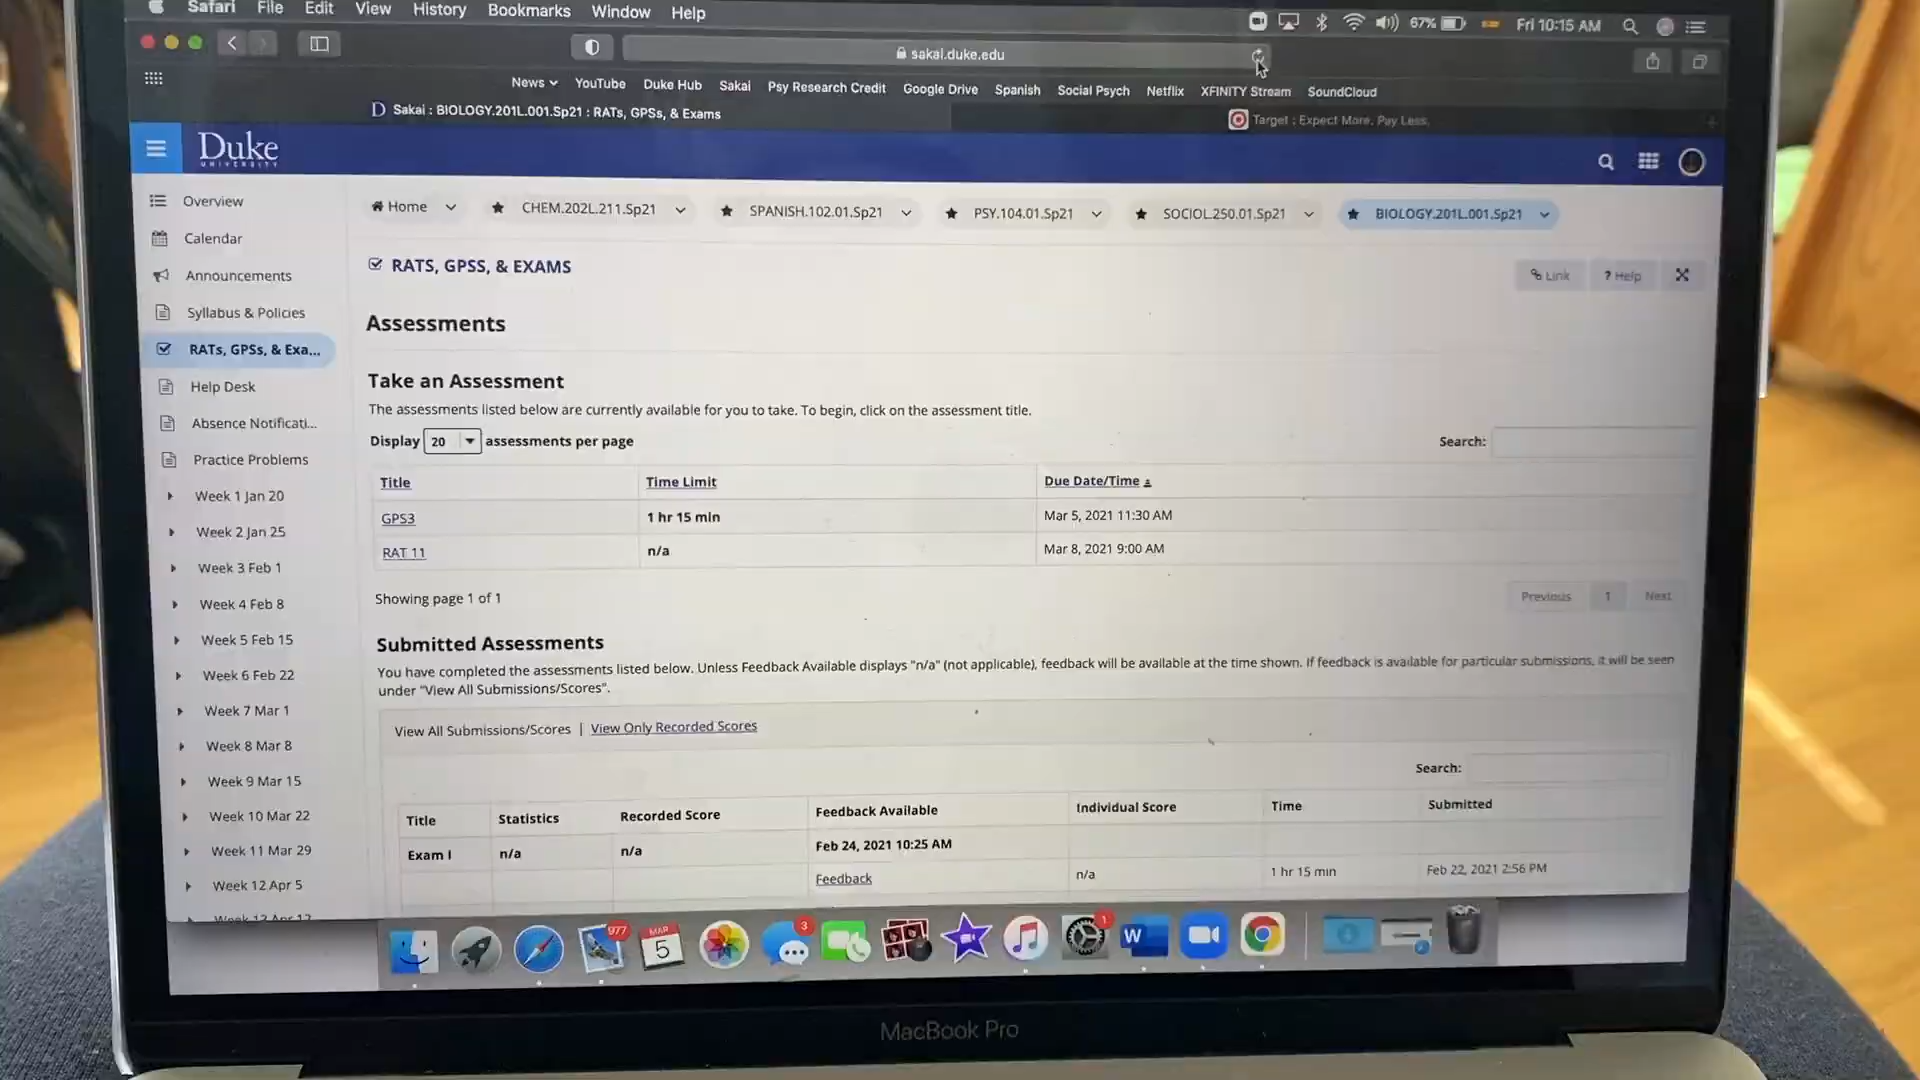 Safari File Edit View History Bookmarks Window Help 67% Fri 10:15 AM
sakai.duke.edu
News YouTube Duke Hub Sakai Psy Research Credit Google Drive Spanish Social Psych Netflix XFINITY Stream SoundCloud
Sakai : BIOLOGY.201L.001.Sp21 : RATs, GPSs, & Exams
Target : Expect More. Pay Less.
Duke
UNIVERSITY
Home CHEM.202L.211.Sp21 SPANISH.102.01.Sp21 PSY.104.01.Sp21 SOCIOL.250.01.Sp21 BIOLOGY.201L.001.Sp21
Overview
Calendar
Announcements
Syllabus & Policies
RATs, GPSs, & Exa...
Help Desk
Absence Notificati...
Practice Problems
Week 1 Jan 20
Week 2 Jan 25
Week 3 Feb 1
Week 4 Feb 8
Week 5 Feb 15
Week 6 Feb 22
Week 7 Mar 1
Week 8 Mar 8
Week 9 Mar 15
Week 10 Mar 22
Week 11 Mar 29
Week 12 Apr 5
RATS, GPSS, & EXAMS
Link ? Help
Assessments
Take an Assessment
The assessments listed below are currently available for you to take. To begin, click on the assessment title.
Display 20 assessments per page Search:
Title Time Limit Due Date/Time
GPS3 1 hr 15 min Mar 5, 2021 11:30 AM
RAT 11 n/a Mar 8, 2021 9:00 AM
Showing page 1 of 1 Previous 1 Next
Submitted Assessments
You have completed the assessments listed below. Unless Feedback Available displays "n/a" (not applicable), feedback will be available at the time shown. If feedback is available for particular submissions, it will be seen
under "View All Submissions/Scores".
View All Submissions/Scores | View Only Recorded Scores
Search:
Title Statistics Recorded Score Feedback Available Individual Score Time Submitted
Exam I n/a n/a Feb 24, 2021 10:25 AM
Feedback n/a 1 hr 15 min Feb 22, 2021 2:56 PM
977 MAR 5 3 1 W
MacBook Pro